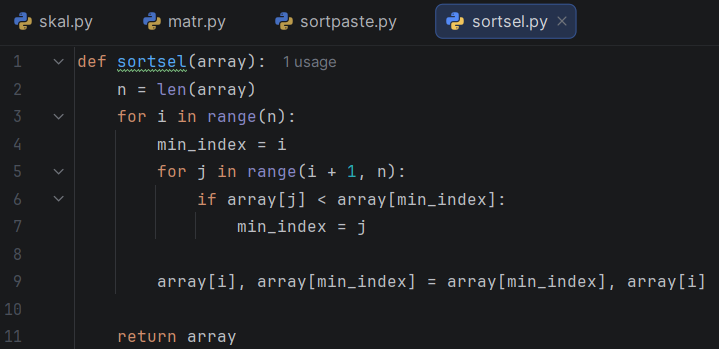 skal.py matr.py sortpaste.py sortsel.py ×
1 def sortsel(array): 1 usage
2 n = len(array)
3 for i in range(n):
4 min_index = i
5 for j in range(i + 1, n):
6 if array[j] < array[min_index]:
7 min_index = j
8
9 array[i], array[min_index] = array[min_index], array[i]
10
11 return array